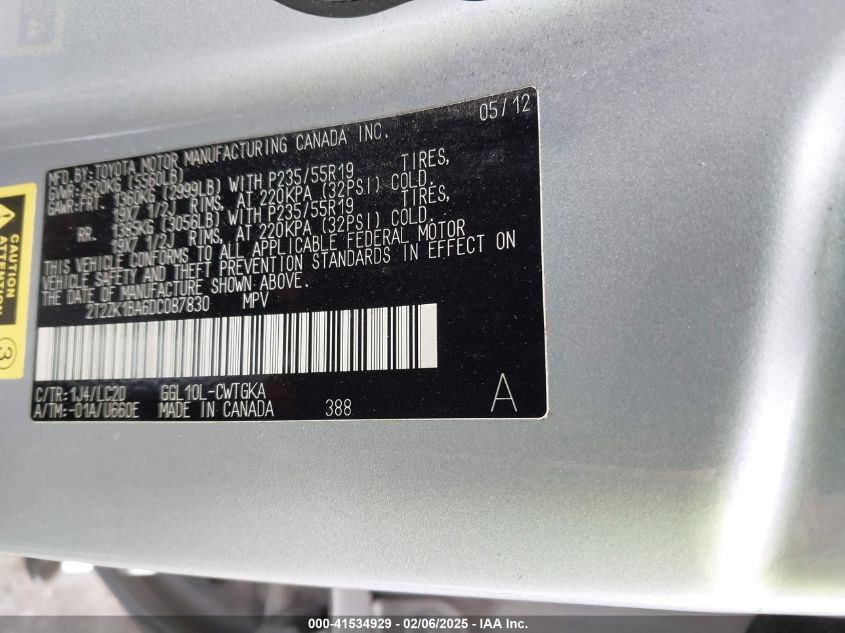 05/12
MFD.BY:TOYOTA MOTOR MANUFACTURING CANADA INC.
GVWR:2520KG (5560LB)
GAWR:FRT. 1360KG (2999LB) WITH P235/55R19 TIRES,
19X7 1/2J RIMS, AT 220KPA (32PSI) COLD,
RR. 1385KG (3056LB) WITH P235/55R19 TIRES,
19X7 1/2J RIMS, AT 220KPA (32PSI) COLD.
THIS VEHICLE CONFORMS TO ALL APPLICABLE FEDERAL MOTOR
VEHICLE SAFETY AND THEFT PREVENTION STANDARDS IN EFFECT ON
THE DATE OF MANUFACTURE SHOWN ABOVE.
2T2ZK1BA6DC087830 MPV
C/TR:1J4/LC20 GGL10L-CWTGKA
A/TM:-01A/U660E MADE IN CANADA 388 A
CAUTION
ATTENTION
3
000-41534929 - 02/06/2025 - IAA Inc.